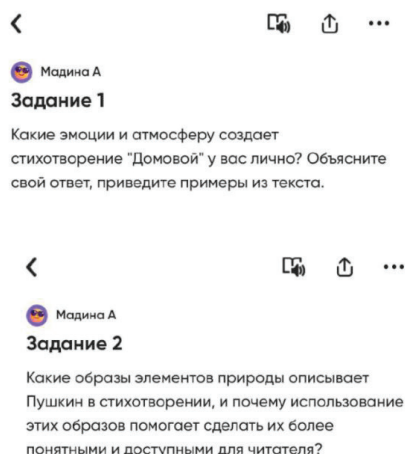 Мадина А
Задание 1
Какие эмоции и атмосферу создает
стихотворение "Домовой" у вас лично? Объясните
свой ответ, приведите примеры из текста.
Мадина А
Задание 2
Какие образы элементов природы описывает
Пушкин в стихотворении, и почему использование
этих образов помогает сделать их более
понятными и доступными для читателя?